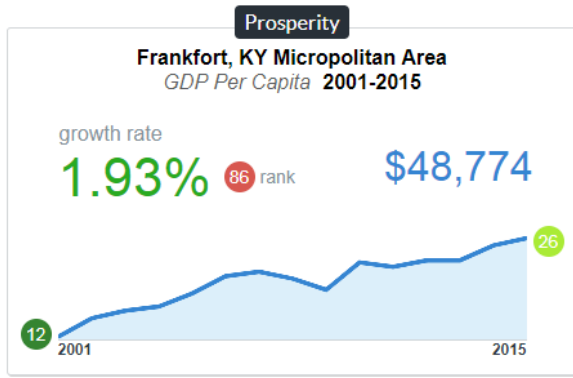 Prosperity
Frankfort, KY Micropolitan Area
GDP Per Capita 2001-2015
growth rate
1.93% 86 rank $48,774
26
12
2001 2015